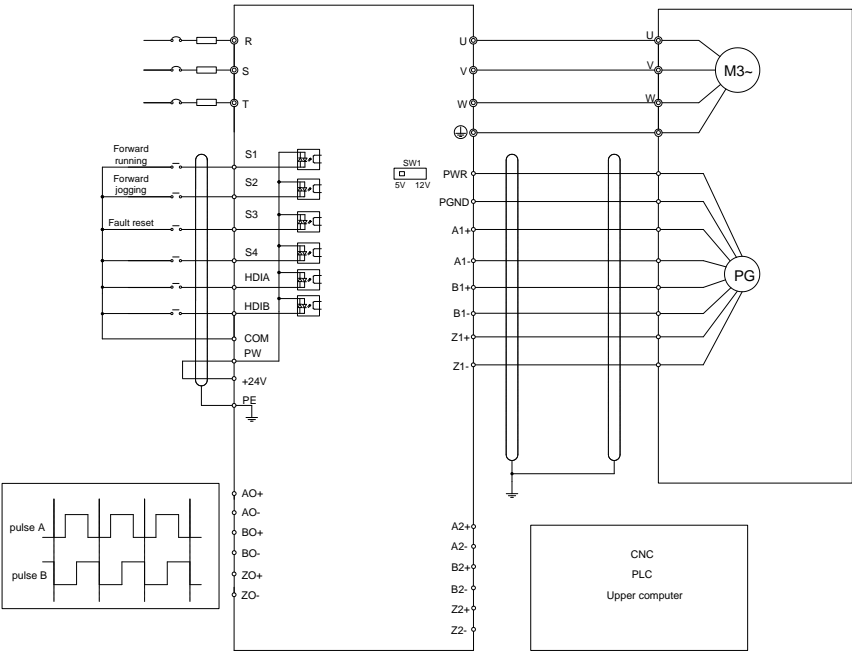 R
S
T
U
V
W
U
V
W
M3~
Forward
running
Forward
jogging
Fault reset
S1
S2
S3
S4
HDIA
HDIB
COM
PW
+24V
PE
SW1
5V 12V
PWR
PGND
A1+
A1-
B1+
B1-
Z1+
Z1-
PG
pulse A
pulse B
AO+
AO-
BO+
BO-
ZO+
ZO-
A2+
A2-
B2+
B2-
Z2+
Z2-
CNC
PLC
Upper computer